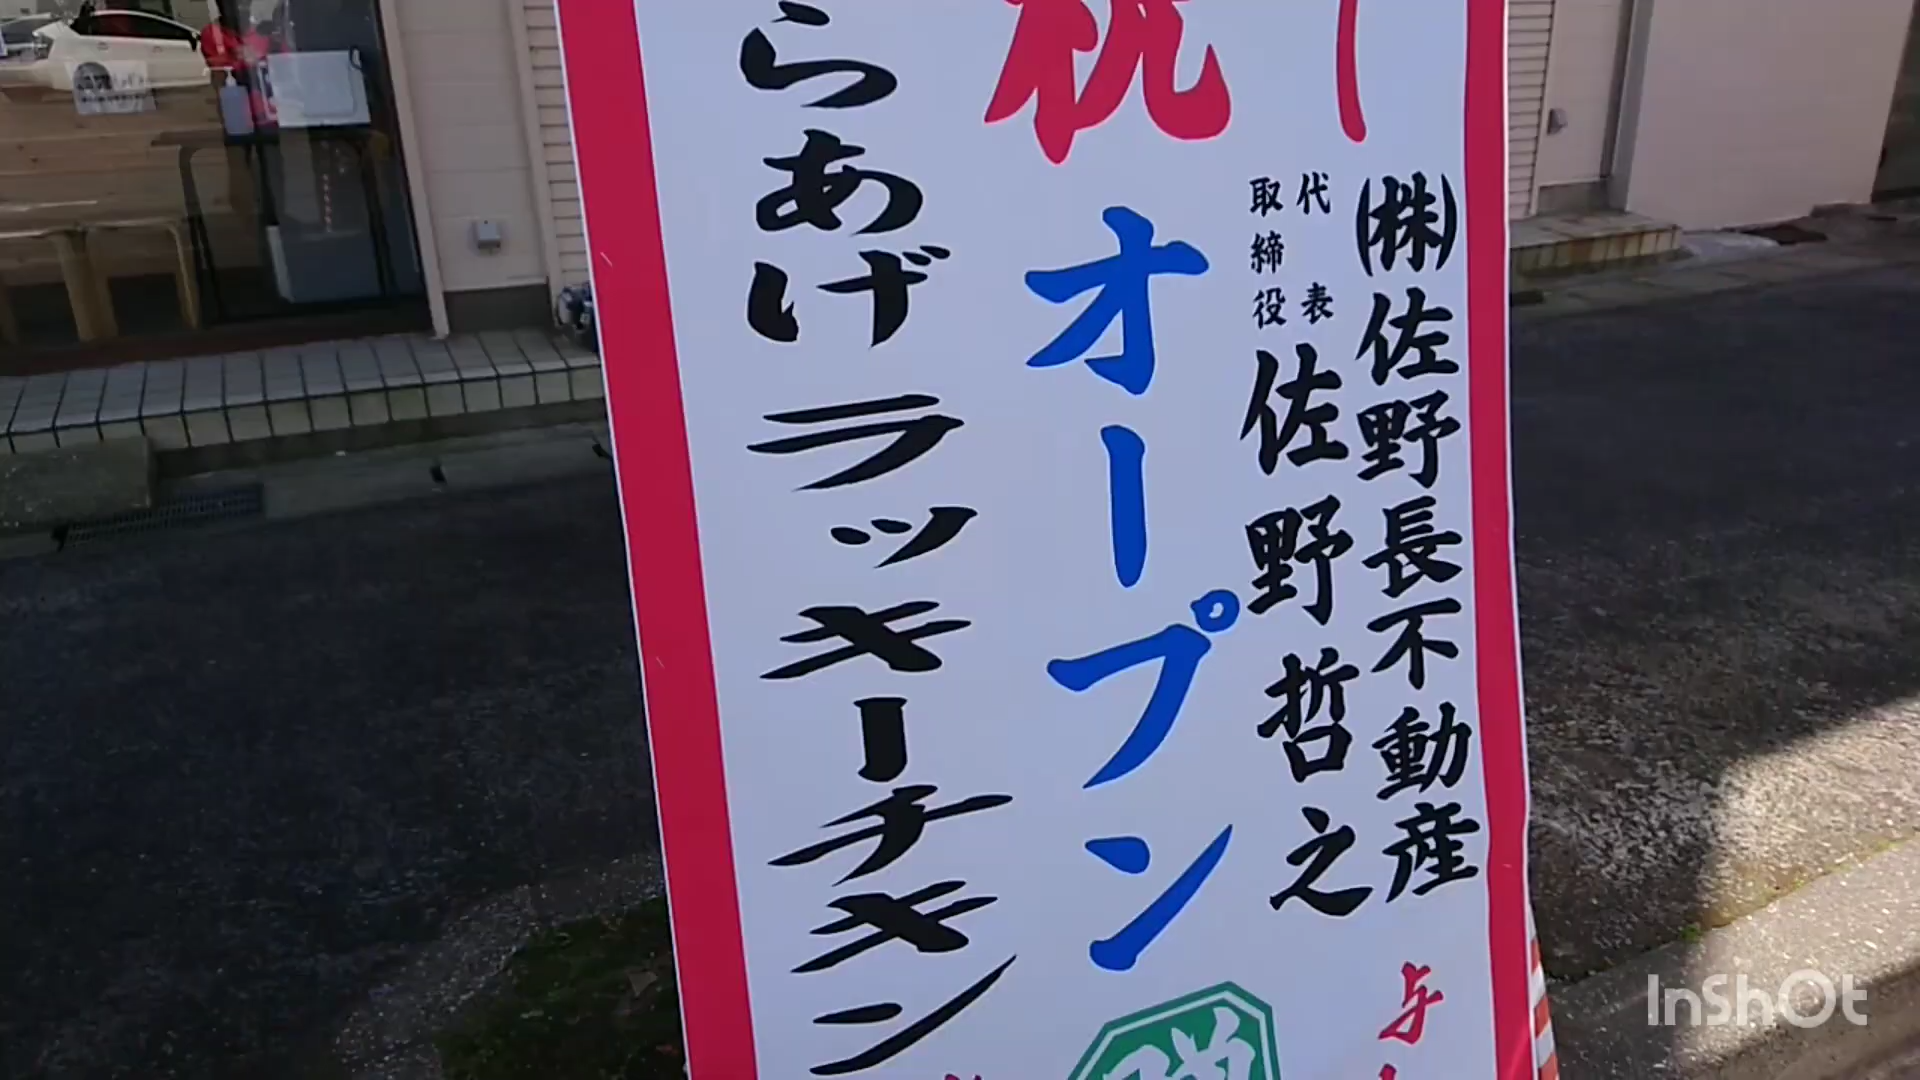 ㈱佐野長不動産
代表
取締役
佐野哲之
祝オープン
らあげラッキーチキン
InShOt